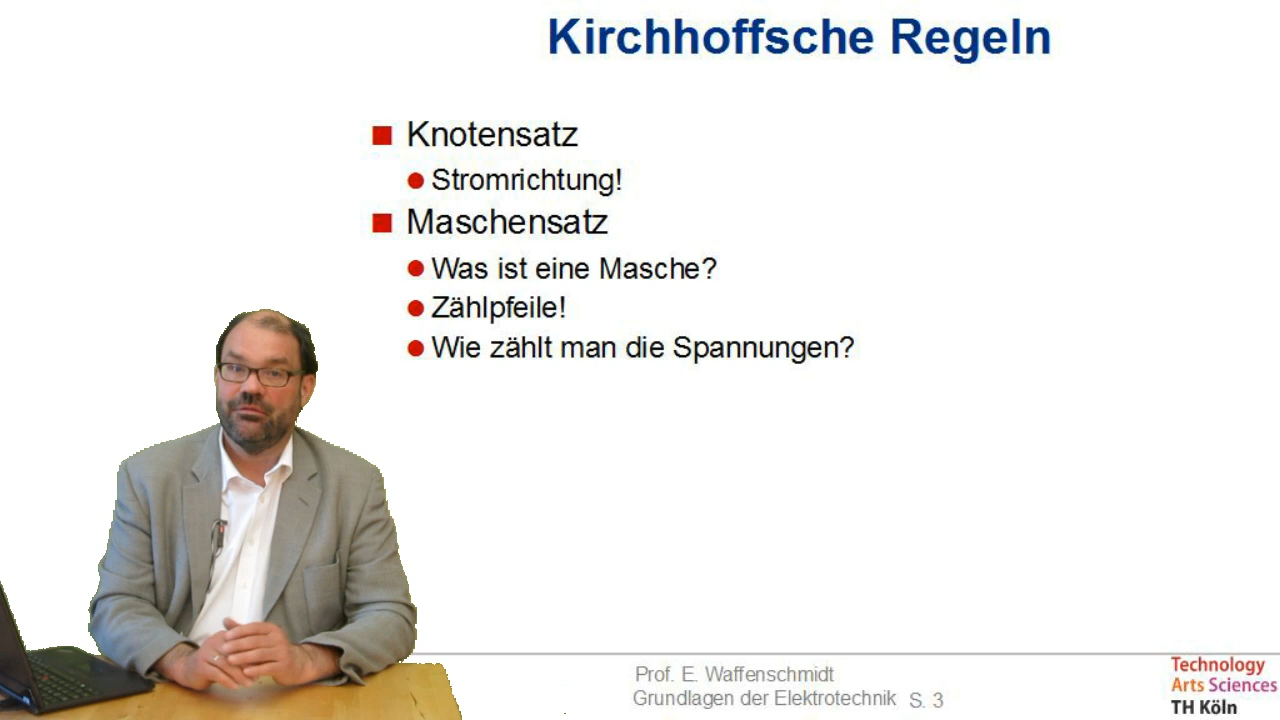 Kirchhoffsche Regeln
Knotensatz
Stromrichtung!
Maschensatz
Was ist eine Masche?
Zählpfeile!
Wie zählt man die Spannungen?
Prof. E. Waffenschmidt
Grundlagen der Elektrotechnik S. 3
Technology
Arts Sciences
TH Köln